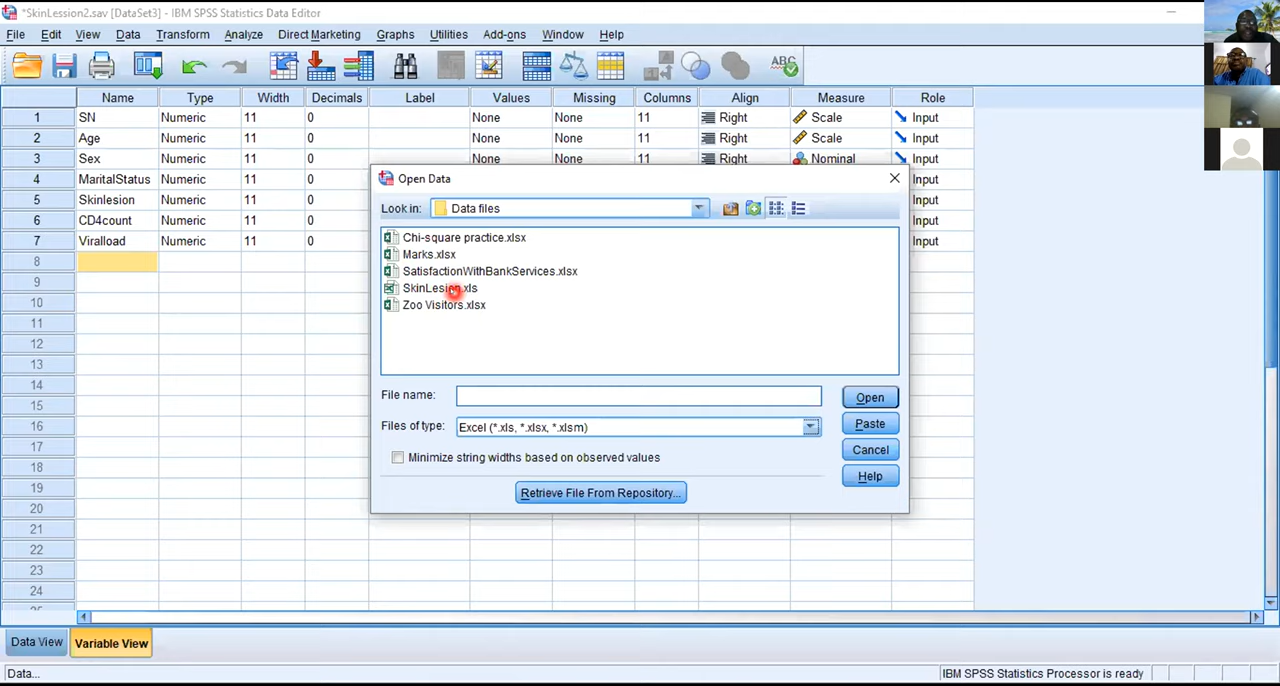 *SkinLession2.sav [DataSet3] - IBM SPSS Statistics Data Editor
File Edit View Data Transform Analyze Direct Marketing Graphs Utilities Add-ons Window Help
ABC
Name Type Width Decimals Label Values Missing Columns Align Measure Role
1 SN Numeric 11 0 None None 11 Right Scale Input
2 Age Numeric 11 0 None None 11 Right Scale Input
3 Sex Numeric 11 0 None None 11 Right Nominal Input
4 MaritalStatus Numeric 11 0 Input
5 Skinlesion Numeric 11 0 Input
6 CD4count Numeric 11 0 Input
7 Viralload Numeric 11 0 Input
8
9
10
11
12
13
14
15
16
17
18
19
20
21
22
23
24
Open Data
Look in: Data files
Chi-square practice.xlsx
Marks.xlsx
SatisfactionWithBankServices.xlsx
SkinLesion.xls
Zoo Visitors.xlsx
File name: Open
Files of type: Excel (*.xls, *.xlsx, *.xlsm) Paste
Cancel
Minimize string widths based on observed values
Help
Retrieve File From Repository...
Data View Variable View
Data... IBM SPSS Statistics Processor is ready